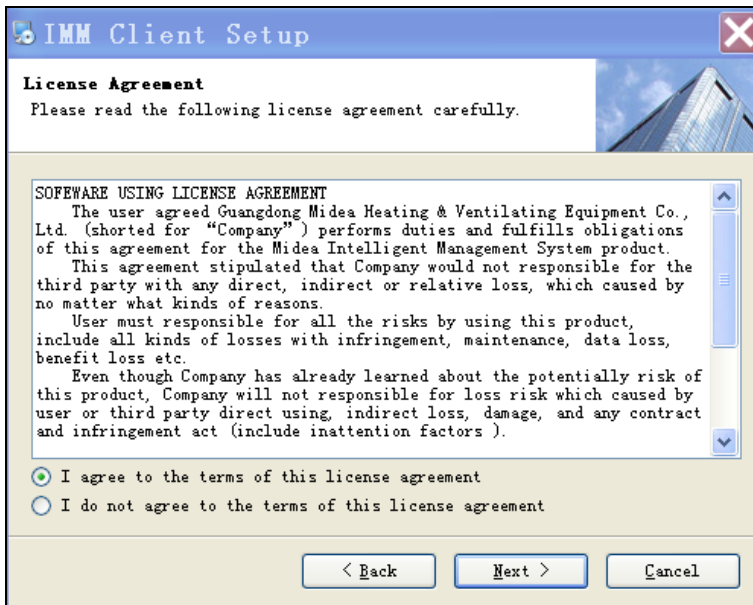 IMM Client Setup
License Agreement
Please read the following license agreement carefully.
SOFEWARE USING LICENSE AGREEMENT
The user agreed Guangdong Midea Heating & Ventilating Equipment Co.,
Ltd. (shorted for “Company”) performs duties and fulfills obligations
of this agreement for the Midea Intelligent Management System product.
This agreement stipulated that Company would not responsible for the
third party with any direct, indirect or relative loss, which caused by
no matter what kinds of reasons.
User must responsible for all the risks by using this product,
include all kinds of losses with infringement, maintenance, data loss,
benefit loss etc.
Even though Company has already learned about the potentially risk of
this product, Company will not responsible for loss risk which caused by
user or third party direct using, indirect loss, damage, and any contract
and infringement act (include inattention factors ).
I agree to the terms of this license agreement
I do not agree to the terms of this license agreement
< Back
Next >
Cancel